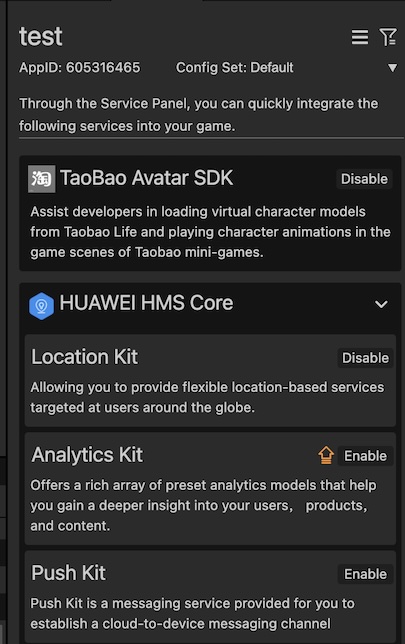 test
AppID: 605316465 Config Set: Default
Through the Service Panel, you can quickly integrate the
following services into your game.
淘 TaoBao Avatar SDK Disable
Assist developers in loading virtual character models
from Taobao Life and playing character animations in the
game scenes of Taobao mini-games.
HUAWEI HMS Core
Location Kit Disable
Allowing you to provide flexible location-based services
targeted at users around the globe.
Analytics Kit Enable
Offers a rich array of preset analytics models that help
you gain a deeper insight into your users， products，
and content.
Push Kit Enable
Push Kit is a messaging service provided for you to
establish a cloud-to-device messaging channel